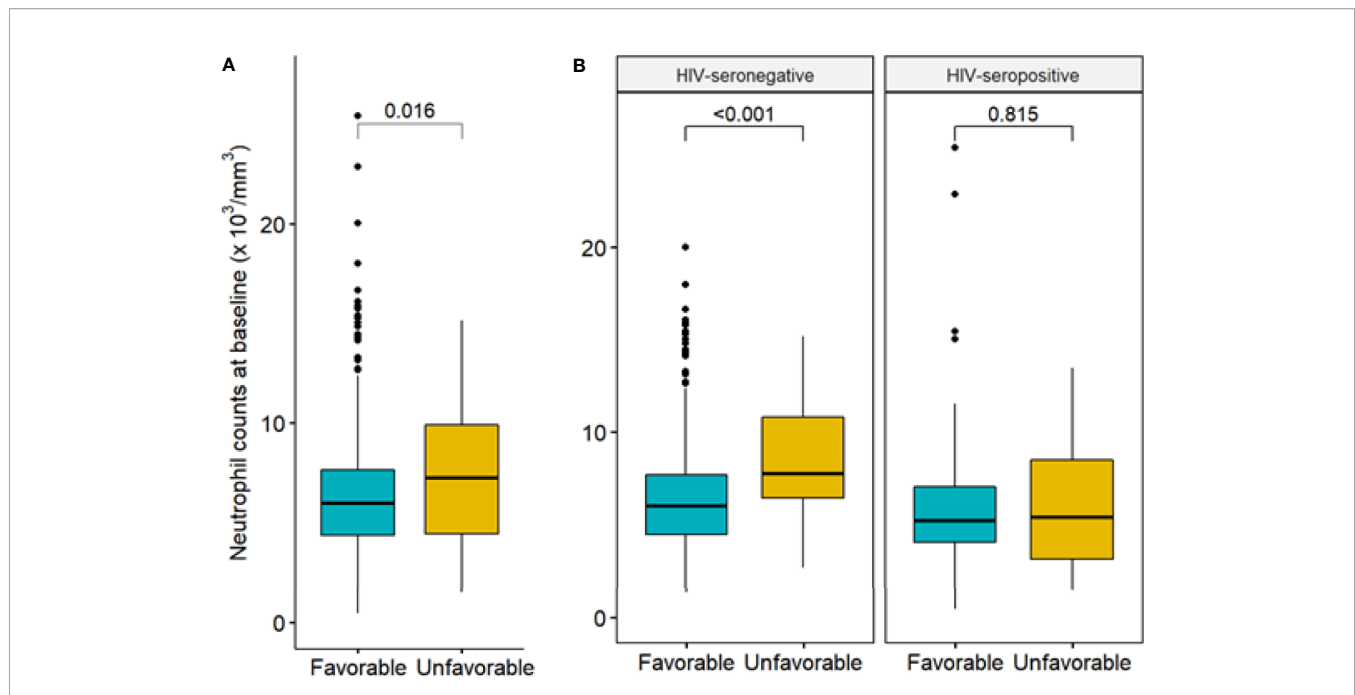 A
Neutrophil counts at baseline (x 10³/mm³)
0.016
20
10
0
Favorable Unfavorable
B
HIV-seronegative
HIV-seropositive
<0.001
0.815
20
10
0
Favorable Unfavorable
Favorable Unfavorable